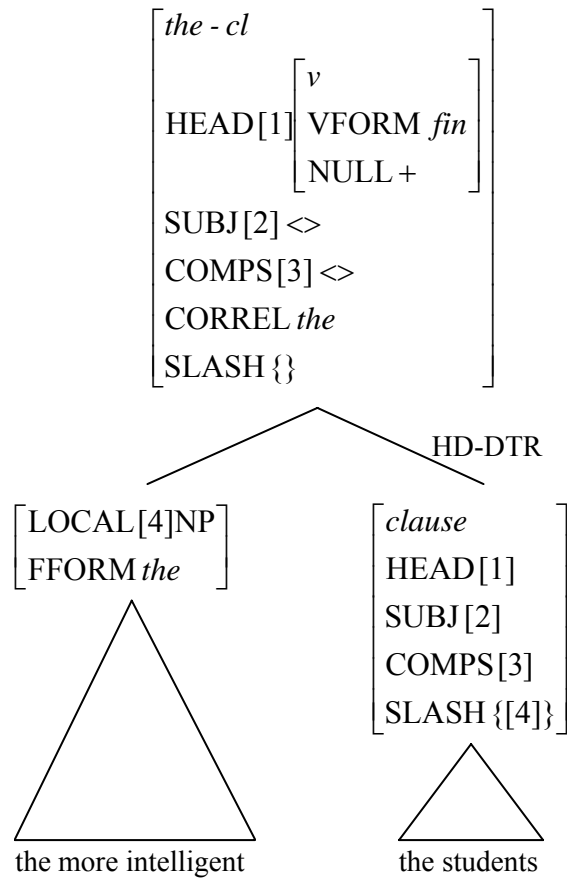 the - cl
v
HEAD[1] VFORM fin
NULL +
SUBJ[2] <>
COMPS[3] <>
CORREL the
SLASH {}
HD-DTR
LOCAL[4]NP
FFORM the
clause
HEAD[1]
SUBJ[2]
COMPS[3]
SLASH {[4]}
the more intelligent
the students